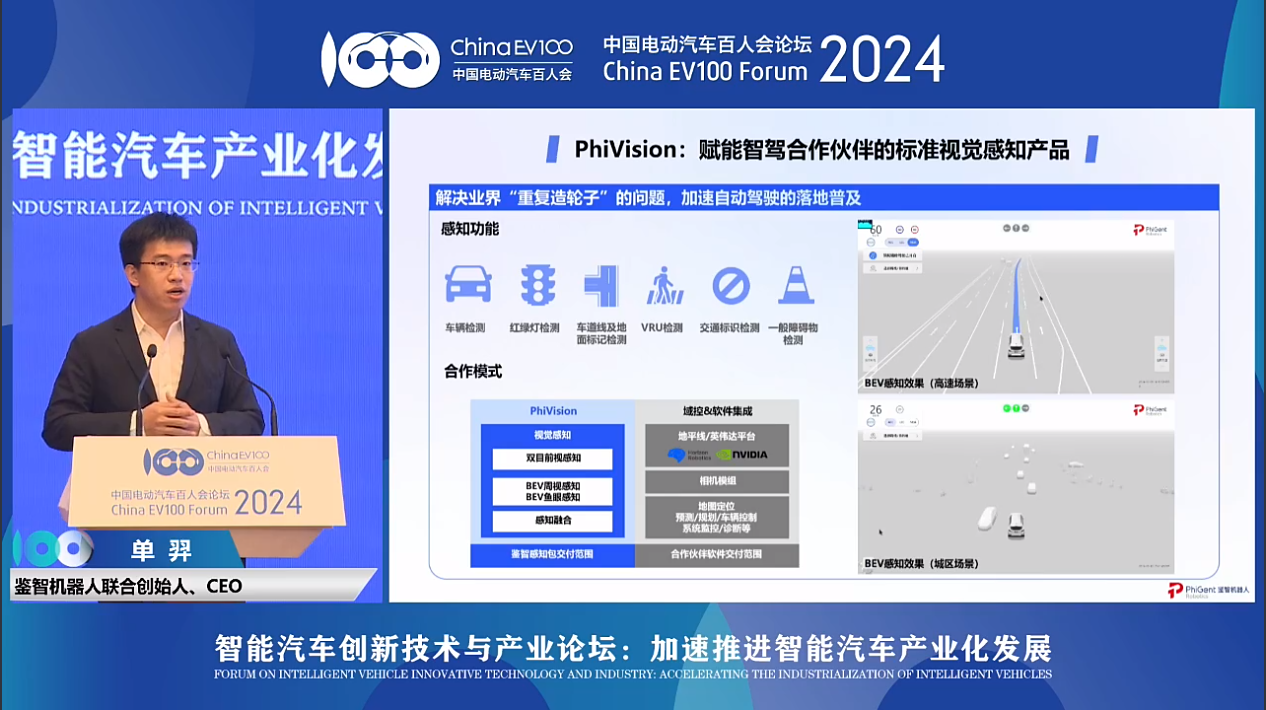 100
ChinaEV100
中国电动汽车百人会
中国电动汽车百人会论坛
China EV100 Forum
2024
智能汽车产业化发
NDUSTRIALIZATION OF INTELLIGENT V
100
ChinaEV100
中国电动汽车百人会
中国电动汽车百人会论坛
China EV100 Forum
2024
单 羿
鉴智机器人联合创始人、CEO
PhiVision：赋能智驾合作伙伴的标准视觉感知产品
解决业界“重复造轮子”的问题，加速自动驾驶的落地普及
感知功能
车辆检测
红绿灯检测
车道线及地
面标记检测
VRU检测
交通标识检测
一般障碍物
检测
合作模式
PhiVision
视觉感知
双目前视感知
BEV周视感知
BEV鱼眼感知
感知融合
鉴智感知包交付范围
域控&软件集成
地平线/英伟达平台
Horizon
Robotics
NVIDIA
相机模组
地图定位
预测/规划/车辆控制
系统监控/诊断等
合作伙伴软件交付范围
60
PhiGent
BEV感知效果（高速场景）
26
PhiGent
BEV感知效果（城区场景）
PhiGent 鉴智机器人
Robotics
智能汽车创新技术与产业论坛：加速推进智能汽车产业化发展
FORUM ON INTELLIGENT VEHICLE INNOVATIVE TECHNOLOGY AND INDUSTRY: ACCELERATING THE INDUSTRIALIZATION OF INTELLIGENT VEHICLES